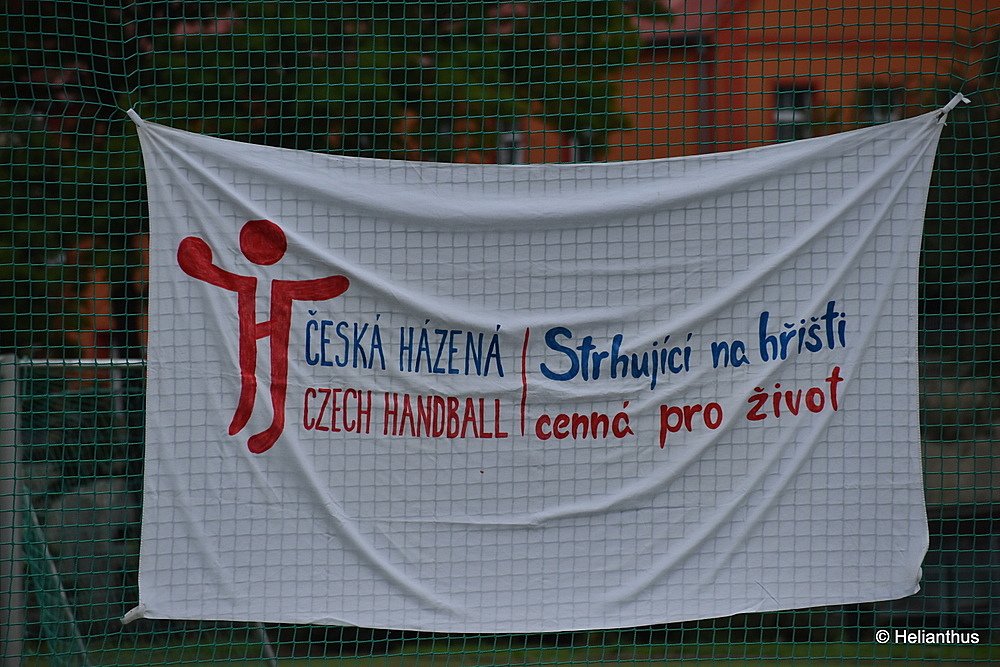 ČESKÁ HÁZENÁ
CZECH HANDBALL
Strhující na hřišti
cenná pro život
© Helianthus